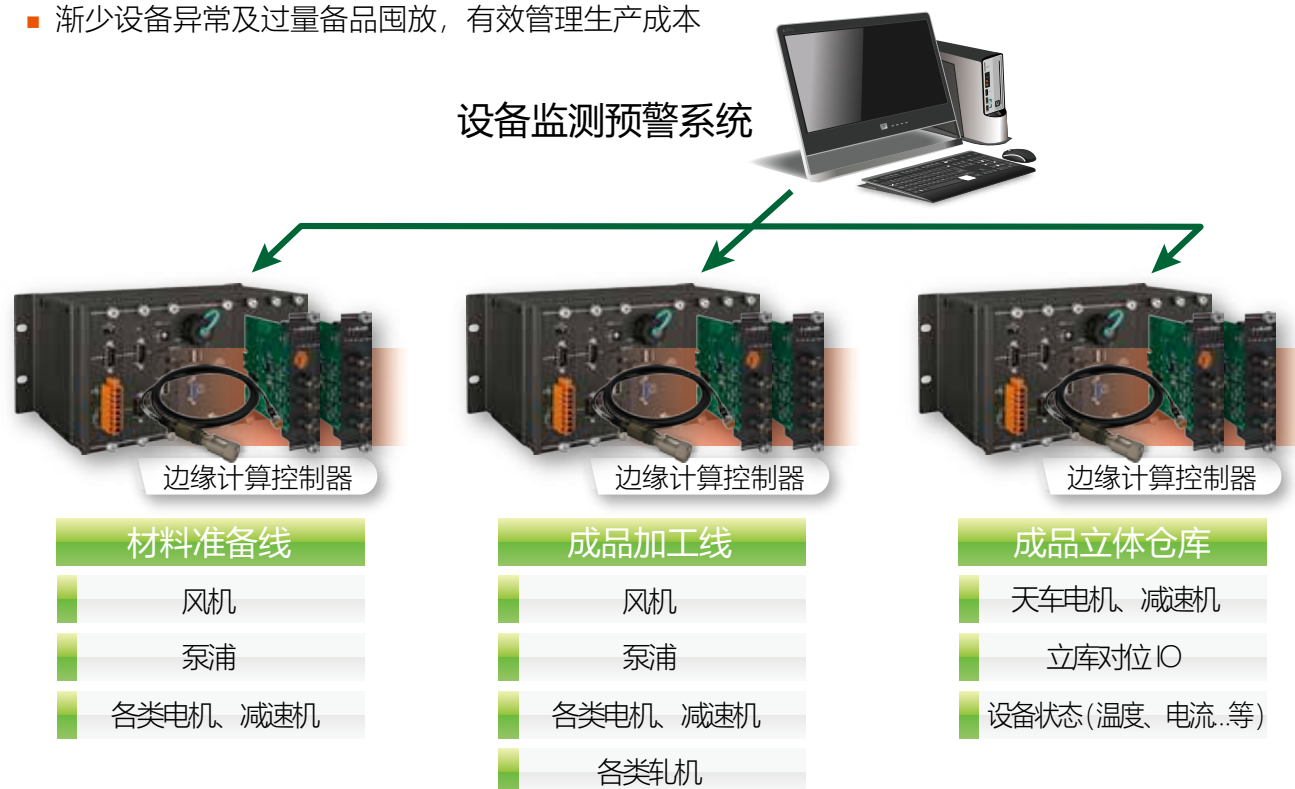 渐少设备异常及过量备品囤放，有效管理生产成本
设备监测预警系统
边缘计算控制器
边缘计算控制器
边缘计算控制器
材料准备线
风机
泵浦
各类电机、减速机
成品加工线
风机
泵浦
各类电机、减速机
各类轧机
成品立体仓库
天车电机、减速机
立库对位IO
设备状态(温度、电流...等)